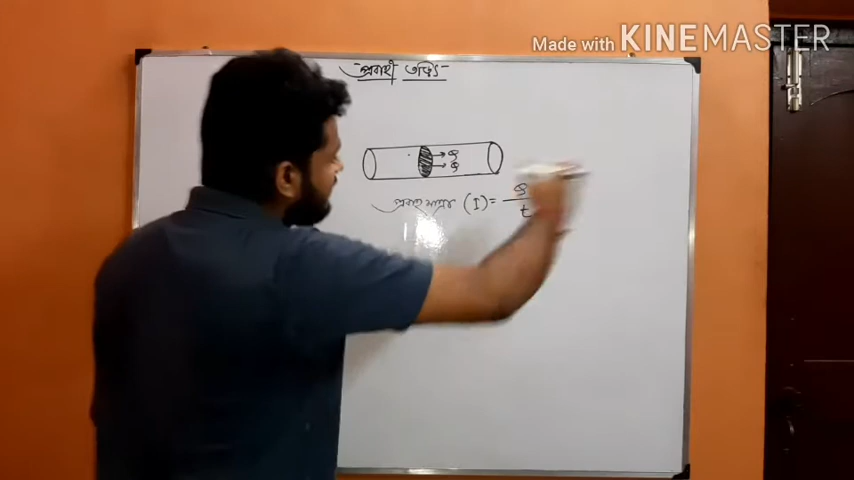 Made with KINEMASTER
প্রবাহী তড়িৎ
Q
Q
প্রবাহ মাত্রা (I) = Q/t